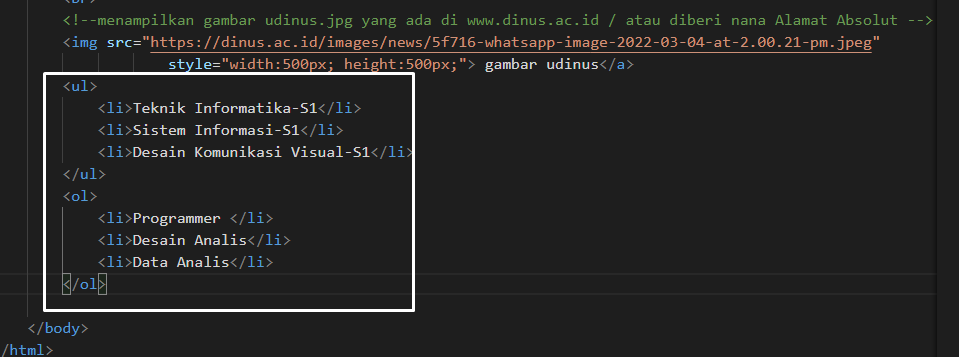 <!--menampilkan gambar udinus.jpg yang ada di www.dinus.ac.id / atau diberi nana Alamat Absolut -->
<img src="https://dinus.ac.id/images/news/5f716-whatsapp-image-2022-03-04-at-2.00.21-pm.jpeg"
style="width:500px; height:500px;"> gambar udinus</a>
<ul>
<li>Teknik Informatika-S1</li>
<li>Sistem Informasi-S1</li>
<li>Desain Komunikasi Visual-S1</li>
</ul>
<ol>
<li>Programmer </li>
<li>Desain Analis</li>
<li>Data Analis</li>
</ol>
</body>
/html>